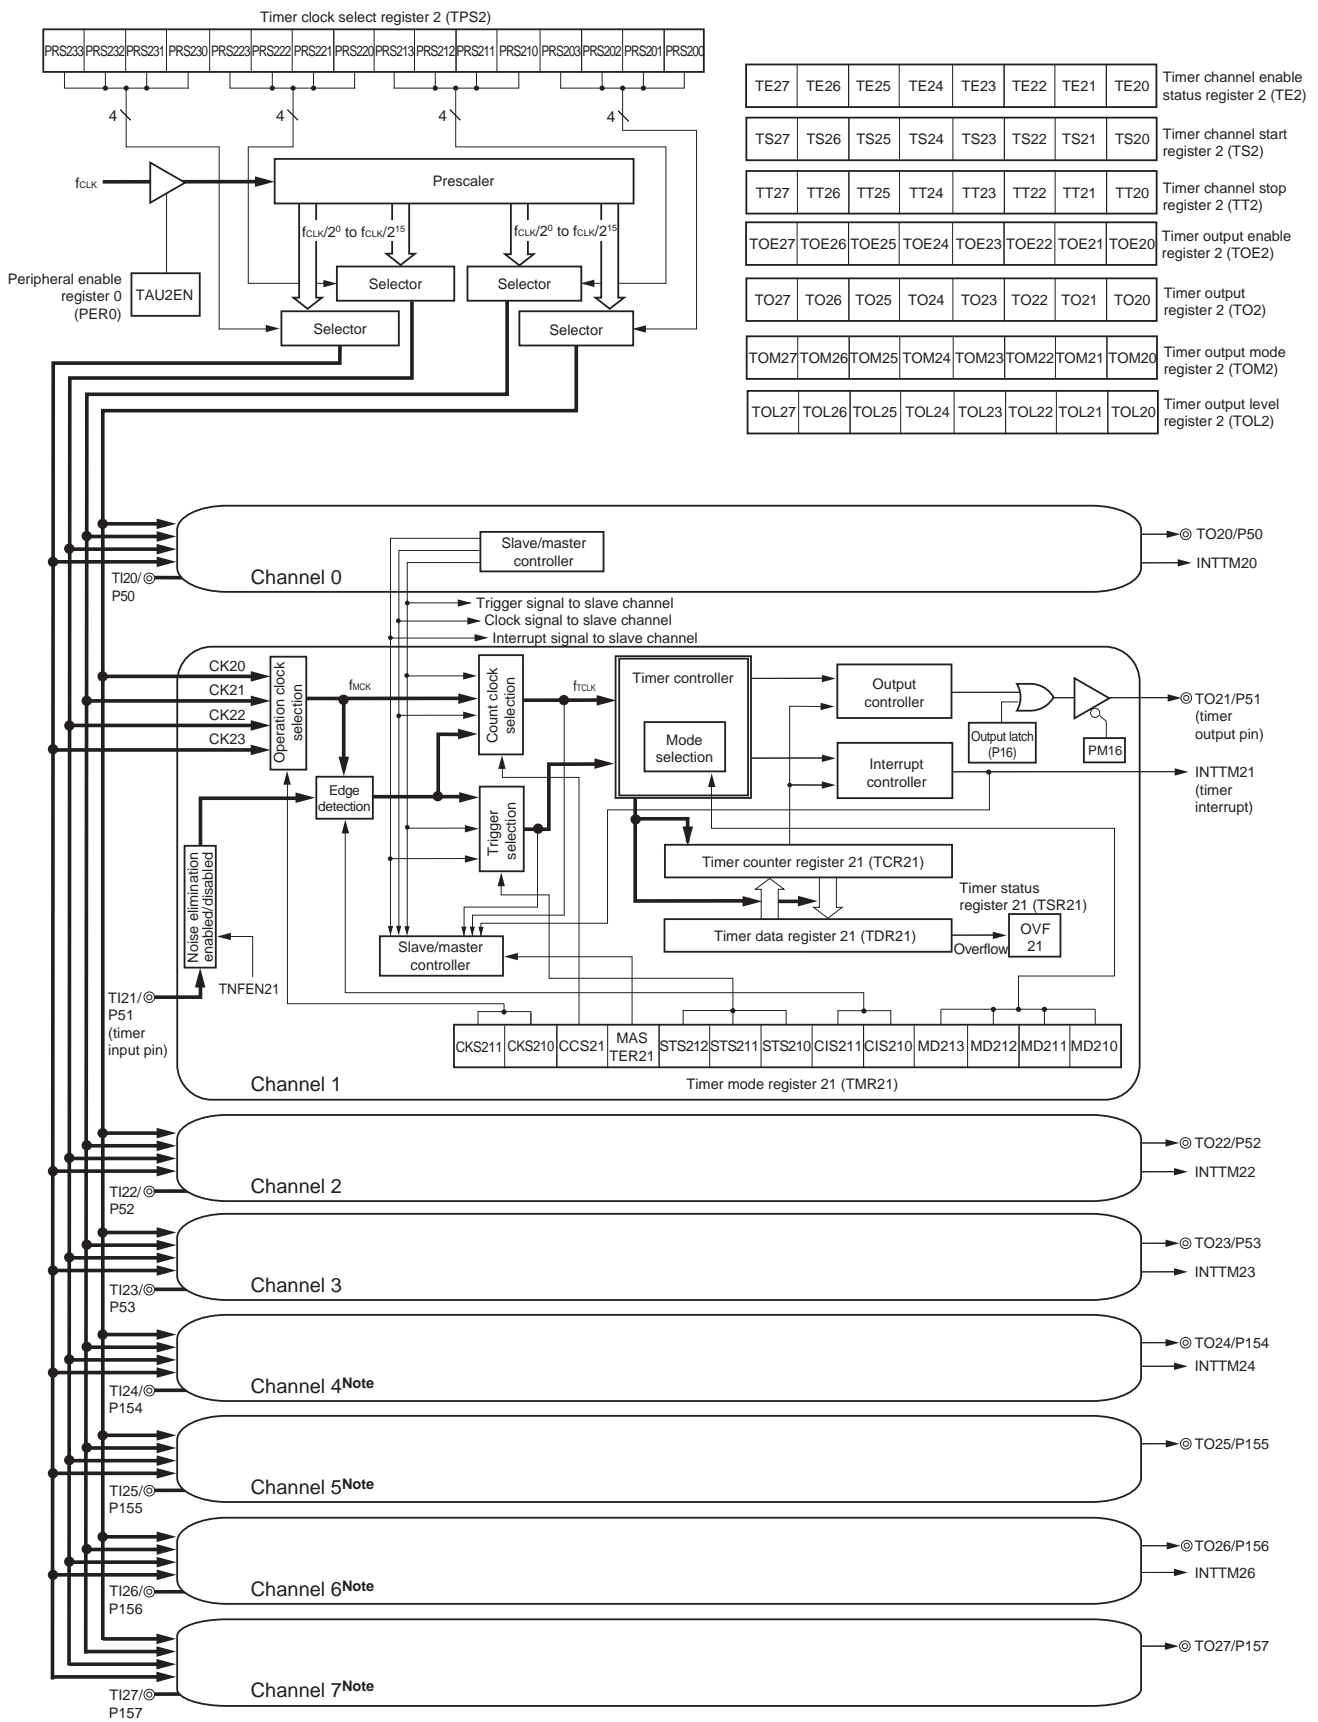 Timer clock select register 2 (TPS2)
PRS233 PRS232 PRS231 PRS230 PRS223 PRS222 PRS221 PRS220 PRS213 PRS212 PRS211 PRS210 PRS203 PRS202 PRS201 PRS200
4 4 4 4
fCLK
Prescaler
fCLK/2⁰ to fCLK/2¹⁵
fCLK/2⁰ to fCLK/2¹⁵
Peripheral enable
register 0
(PER0)
TAU2EN
Selector
Selector
Selector
Selector
TE27 TE26 TE25 TE24 TE23 TE22 TE21 TE20
Timer channel enable
status register 2 (TE2)
TS27 TS26 TS25 TS24 TS23 TS22 TS21 TS20
Timer channel start
register 2 (TS2)
TT27 TT26 TT25 TT24 TT23 TT22 TT21 TT20
Timer channel stop
register 2 (TT2)
TOE27 TOE26 TOE25 TOE24 TOE23 TOE22 TOE21 TOE20
Timer output enable
register 2 (TOE2)
TO27 TO26 TO25 TO24 TO23 TO22 TO21 TO20
Timer output
register 2 (TO2)
TOM27 TOM26 TOM25 TOM24 TOM23 TOM22 TOM21 TOM20
Timer output mode
register 2 (TOM2)
TOL27 TOL26 TOL25 TOL24 TOL23 TOL22 TOL21 TOL20
Timer output level
register 2 (TOL2)
Slave/master
controller
TO20/P50
INTTM20
TI20/
P50
Channel 0
Trigger signal to slave channel
Clock signal to slave channel
Interrupt signal to slave channel
CK20
CK21
CK22
CK23
Operation clock
selection
fMCK
Count clock
selection
fTCLK
Timer controller
Mode
selection
Output
controller
Output latch
(P16)
PM16
TO21/P51
(timer
output pin)
Interrupt
controller
INTTM21
(timer
interrupt)
Edge
detection
Trigger
selection
Noise elimination
enabled/disabled
TNFEN21
Timer counter register 21 (TCR21)
Timer status
register 21 (TSR21)
Timer data register 21 (TDR21)
Overflow
OVF
21
Slave/master
controller
TI21/
P51
(timer
input pin)
CKS211 CKS210 CCS21 MAS
TER21 STS212 STS211 STS210 CIS211 CIS210 MD213 MD212 MD211 MD210
Timer mode register 21 (TMR21)
Channel 1
TO22/P52
INTTM22
TI22/
P52
Channel 2
TO23/P53
INTTM23
TI23/
P53
Channel 3
TO24/P154
INTTM24
TI24/
P154
Channel 4Note
TO25/P155
TI25/
P155
Channel 5Note
TO26/P156
INTTM26
TI26/
P156
Channel 6Note
TO27/P157
TI27/
P157
Channel 7Note